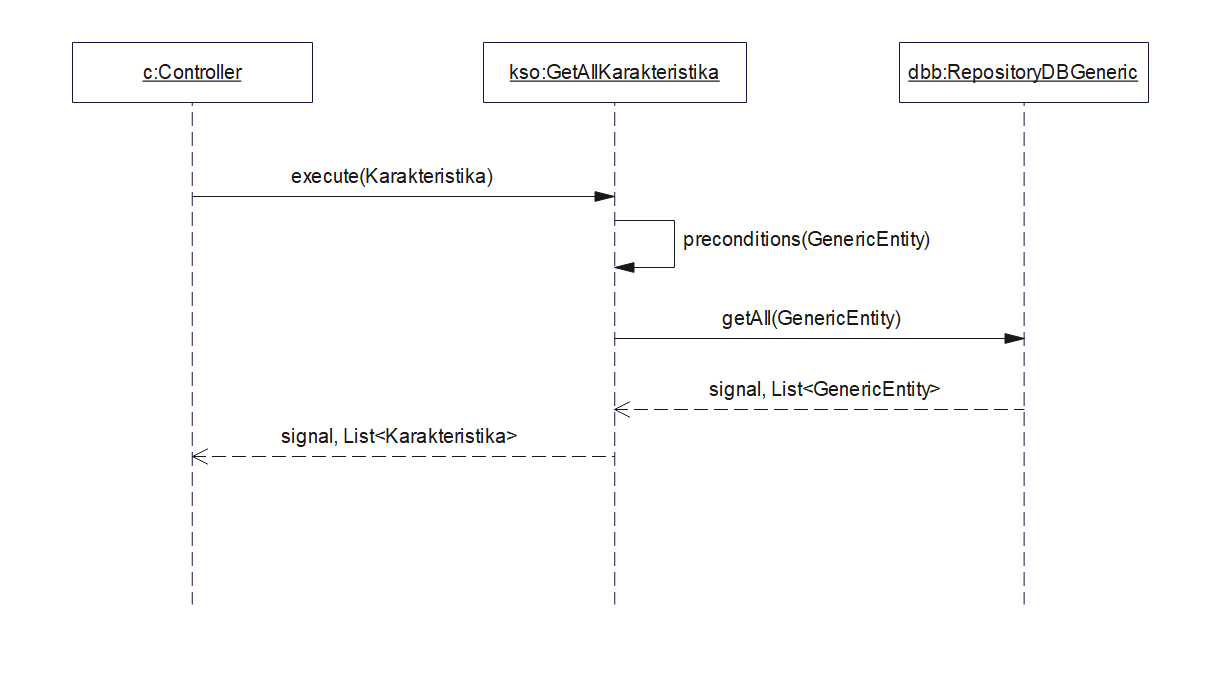 c:Controller
kso:GetAllKarakteristika
dbb:RepositoryDBGeneric
execute(Karakteristika)
preconditions(GenericEntity)
getAll(GenericEntity)
signal, List<GenericEntity>
signal, List<Karakteristika>